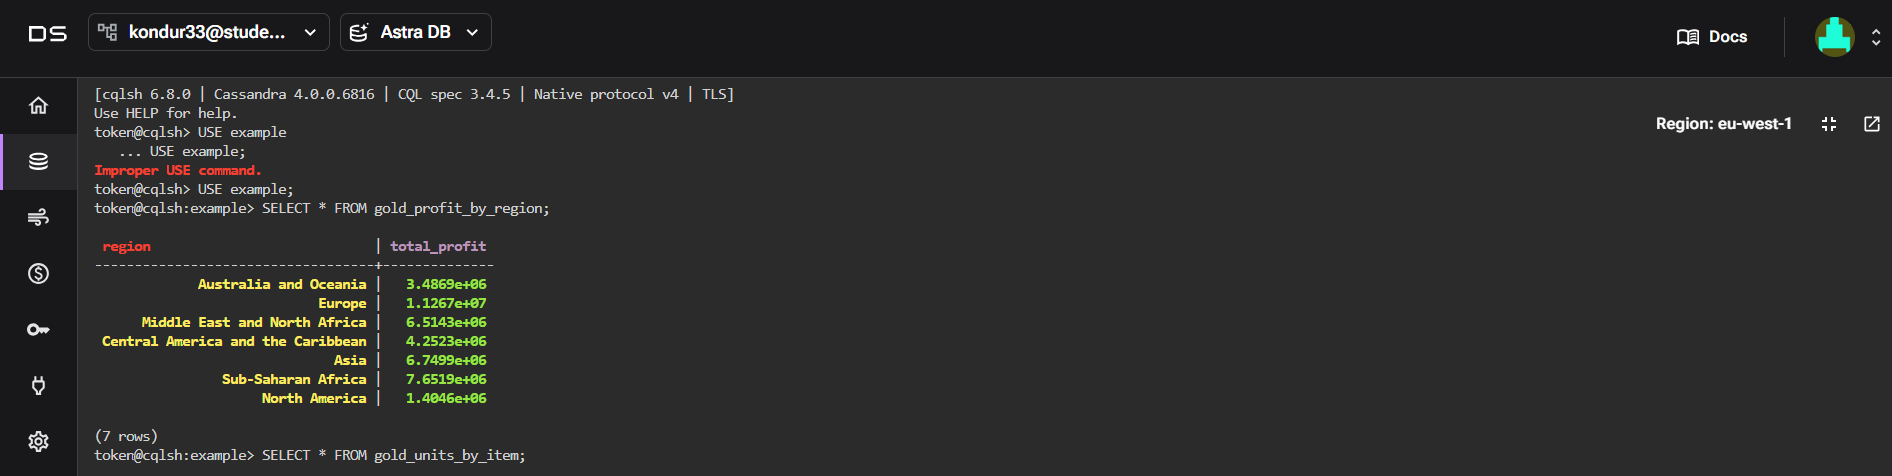 DS kondur33@stude... Astra DB Docs
[cqlsh 6.8.0 | Cassandra 4.0.0.6816 | CQL spec 3.4.5 | Native protocol v4 | TLS]
Use HELP for help.
Region: eu-west-1
token@cqlsh> USE example
   ... USE example;
Improper USE command.
token@cqlsh> USE example;
token@cqlsh:example> SELECT * FROM gold_profit_by_region;
region | total_profit
-----------------------------------+--------------
Australia and Oceania | 3.4869e+06
Europe | 1.1267e+07
Middle East and North Africa | 6.5143e+06
Central America and the Caribbean | 4.2523e+06
Asia | 6.7499e+06
Sub-Saharan Africa | 7.6519e+06
North America | 1.4046e+06
(7 rows)
token@cqlsh:example> SELECT * FROM gold_units_by_item;